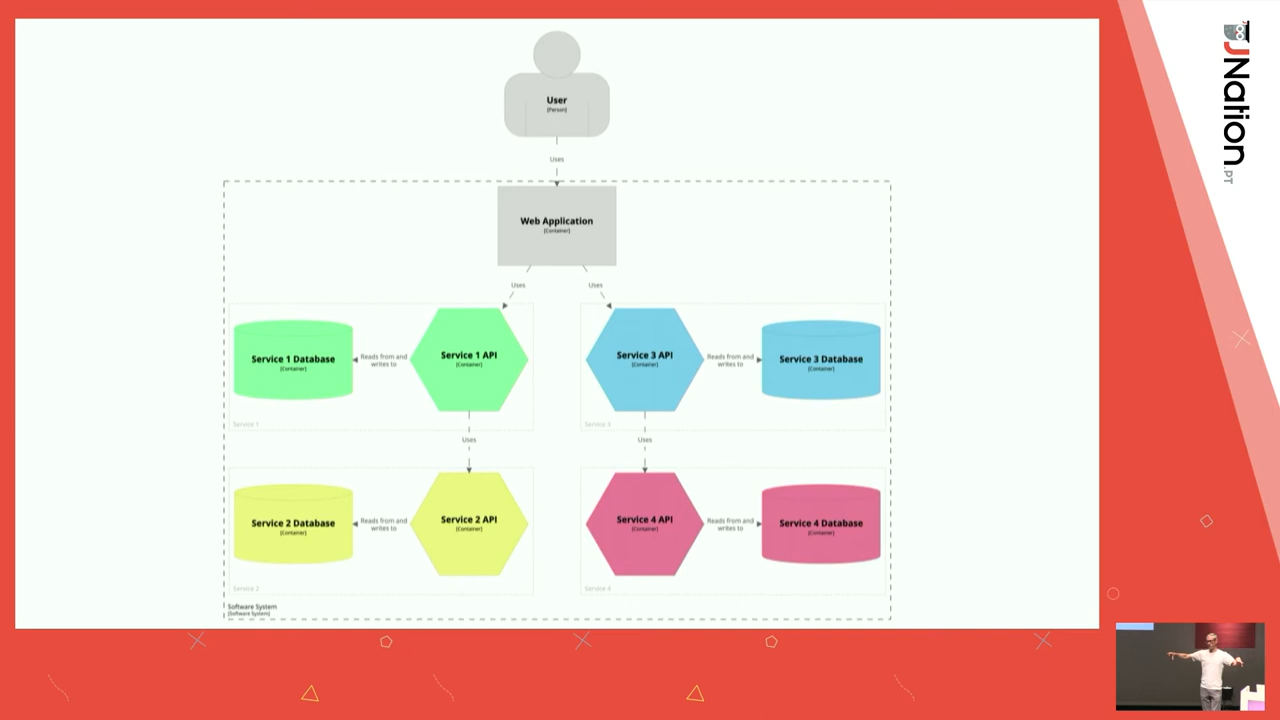 User
[Person]
Uses
Web Application
[Container]
Uses
Uses
Service 1 Database
[Container]
Reads from and
writes to
Service 1 API
[Container]
Service 3 API
[Container]
Reads from and
writes to
Service 3 Database
[Container]
Service 1
Service 3
Uses
Uses
Service 2 Database
[Container]
Reads from and
writes to
Service 2 API
[Container]
Service 4 API
[Container]
Reads from and
writes to
Service 4 Database
[Container]
Service 2
Service 4
Software System
[Software System]
JNation
.PT